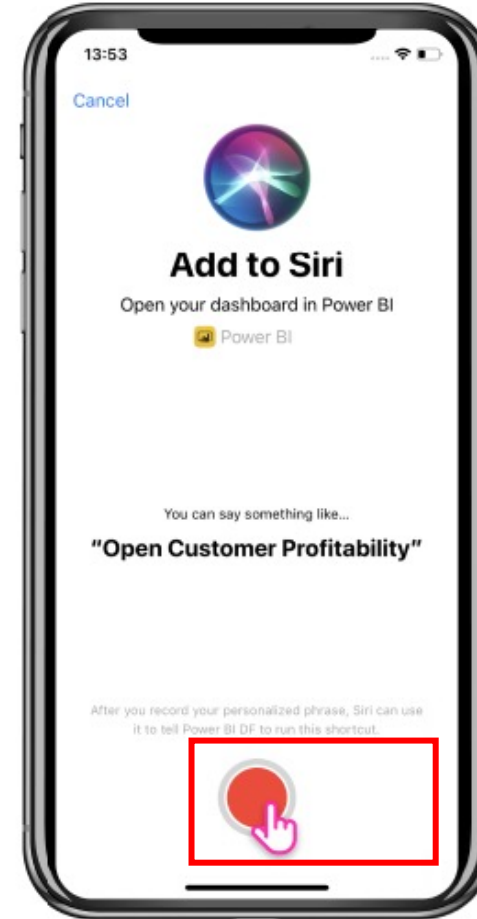 13:53
Cancel
Add to Siri
Open your dashboard in Power BI
Power BI
You can say something like...
"Open Customer Profitability"
After you record your personalized phrase, Siri can use
it to tell Power BI DF to run this shortcut.